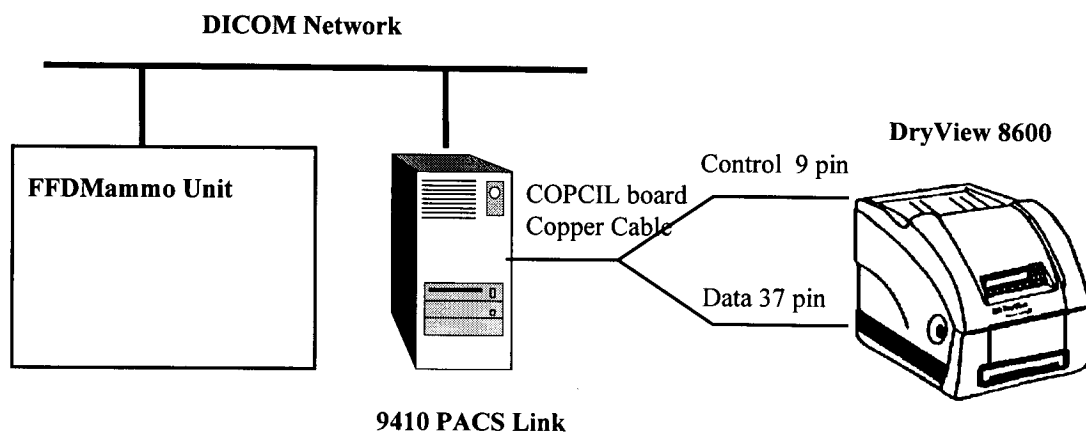 DICOM Network
DryView 8600
FFDMammo Unit
Control 9 pin
COPCIL board
Copper Cable
Data 37 pin
9410 PACS Link